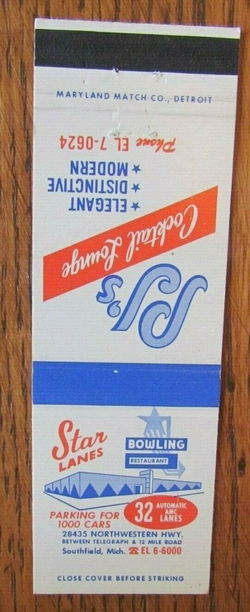 MARYLAND MATCH CO., DETROIT
PJ's
Cocktail Lounge
★ ELEGANT
★ DISTINCTIVE
★ MODERN
Phone EL 7-0624
Star
LANES
BOWLING
RESTAURANT
PARKING FOR
1000 CARS
32 AUTOMATIC
AMC
LANES
28435 NORTHWESTERN HWY.
BETWEEN TELEGRAPH & 12 MILE ROAD
Southfield, Mich. ☎ EL 6-6000
CLOSE COVER BEFORE STRIKING